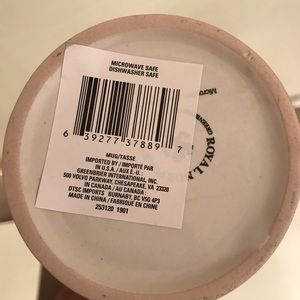 MICROWAVE SAFE
DISHWASHER SAFE
6 39277 37889 7
MUG/TASSE
IMPORTED BY / IMPORTÉ PAR
IN U.S.A. / AUX É.-U.:
GREENBRIER INTERNATIONAL, INC.
500 VOLVO PARKWAY, CHESAPEAKE, VA 23320
IN CANADA / AU CANADA:
DTSC IMPORTS BURNABY, BC V5G 4P3
MADE IN CHINA / FABRIQUÉ EN CHINE
253120 1901
ROYAL